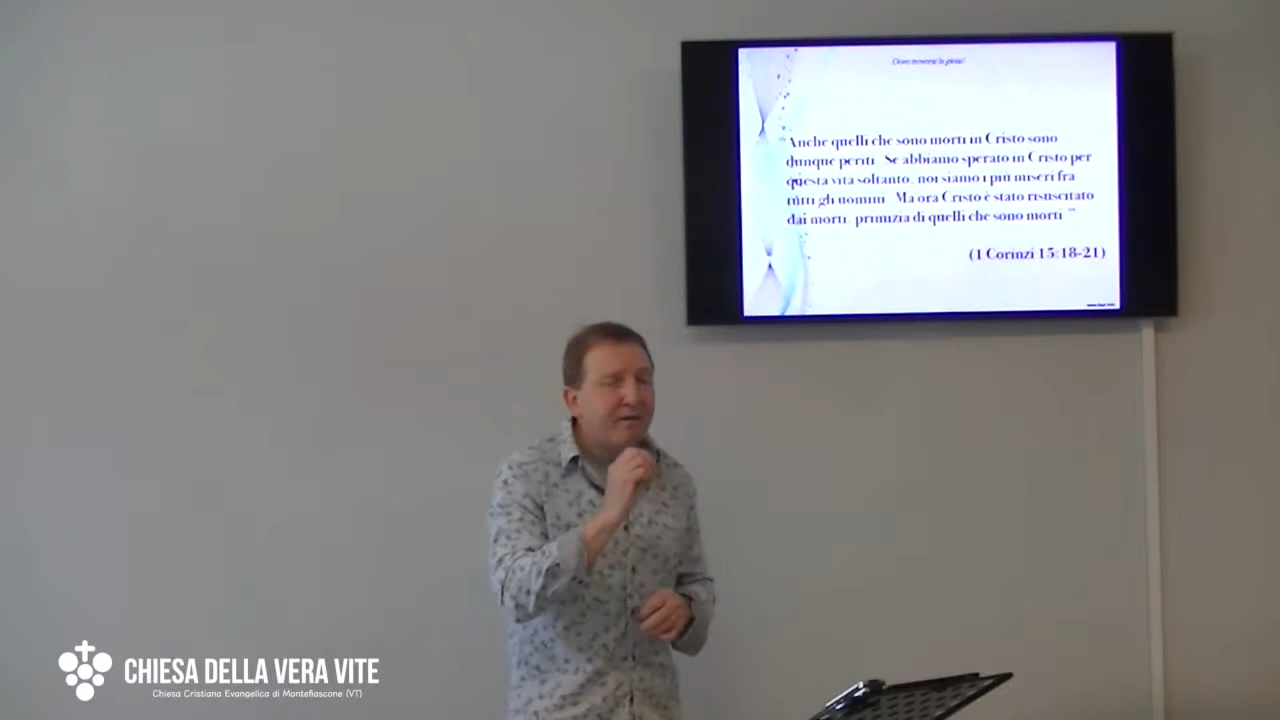 Dove troverai la gioia?
“Anche quelli che sono morti in Cristo sono
dunque periti. Se abbiamo sperato in Cristo per
questa vita soltanto, noi siamo i più miseri fra
tutti gli uomini. Ma ora Cristo è stato risuscitato
dai morti, primizia di quelli che sono morti.”
(1 Corinzi 15:18-21)
CHIESA DELLA VERA VITE
Chiesa Cristiana Evangelica di Montefiascone (VT)